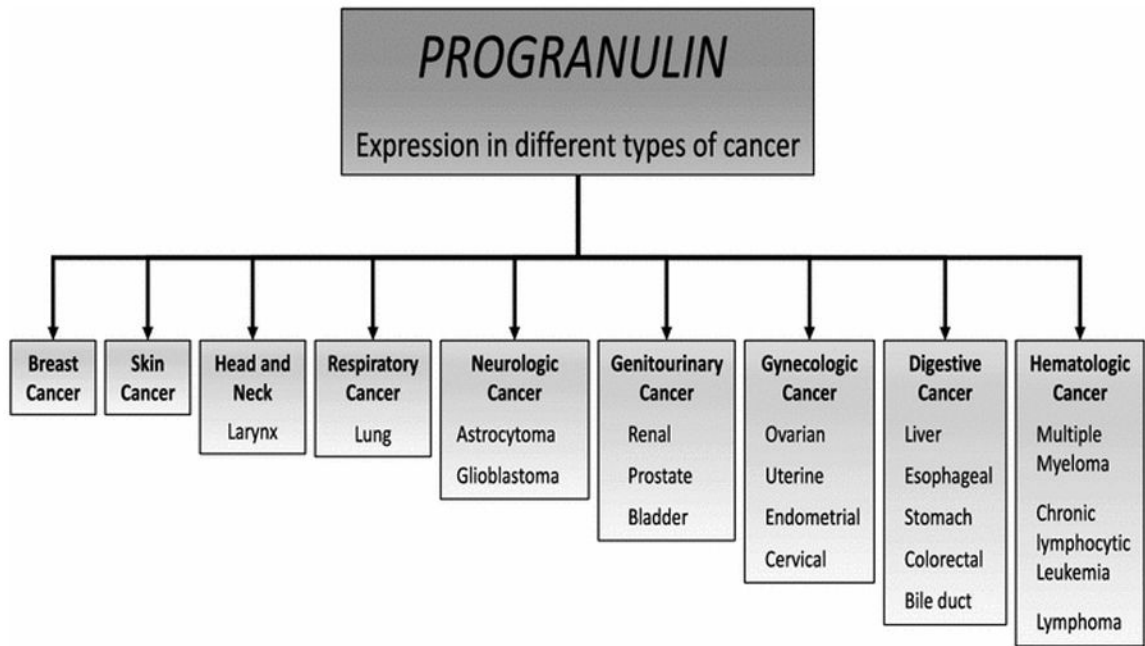 PROGRANULIN
Expression in different types of cancer
Breast
Cancer
Skin
Cancer
Head and
Neck
Larynx
Respiratory
Cancer
Lung
Neurologic
Cancer
Astrocytoma
Glioblastoma
Genitourinary
Cancer
Renal
Prostate
Bladder
Gynecologic
Cancer
Ovarian
Uterine
Endometrial
Cervical
Digestive
Cancer
Liver
Esophageal
Stomach
Colorectal
Bile duct
Hematologic
Cancer
Multiple
Myeloma
Chronic
lymphocytic
Leukemia
Lymphoma